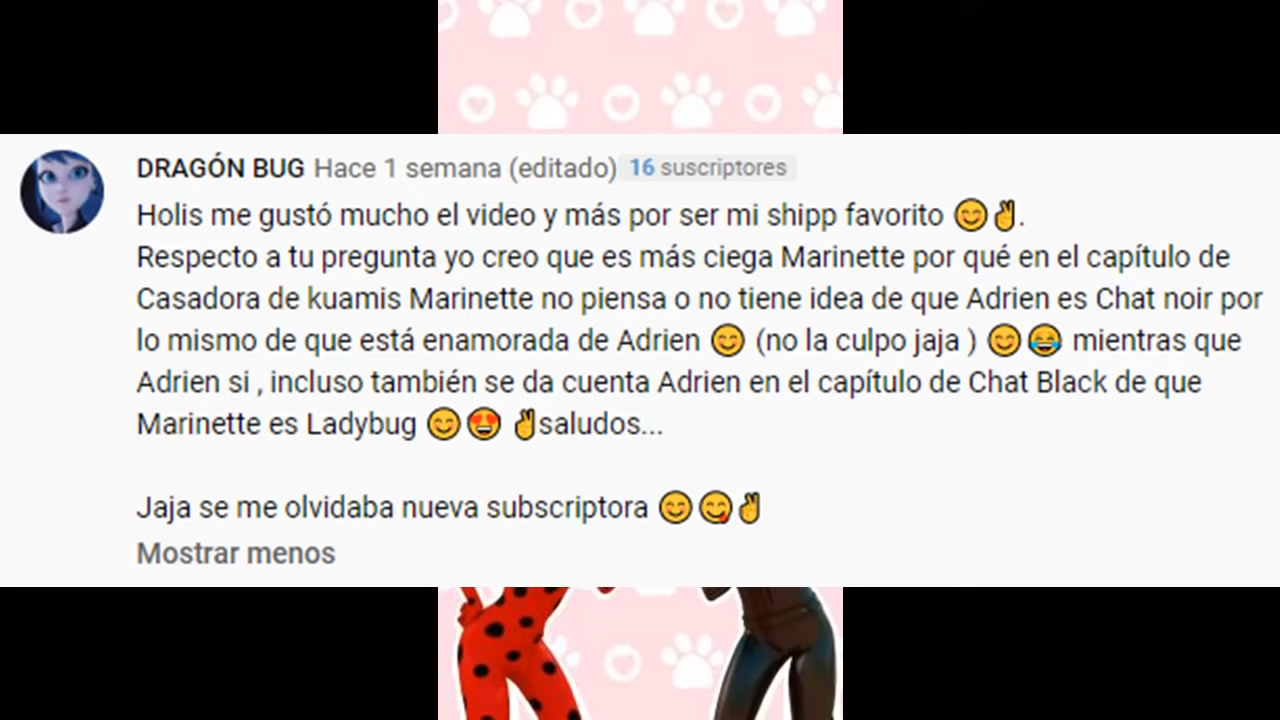 DRAGÓN BUG Hace 1 semana (editado) 16 suscriptores
Holis me gustó mucho el video y más por ser mi shipp favorito 😊✌.
Respecto a tu pregunta yo creo que es más ciega Marinette por qué en el capítulo de
Casadora de kuamis Marinette no piensa o no tiene idea de que Adrien es Chat noir por
lo mismo de que está enamorada de Adrien 😊 (no la culpo jaja ) 😊😂 mientras que
Adrien si , incluso también se da cuenta Adrien en el capítulo de Chat Black de que
Marinette es Ladybug 😊😍 ✌saludos...
Jaja se me olvidaba nueva subscriptora 😊😋✌
Mostrar menos